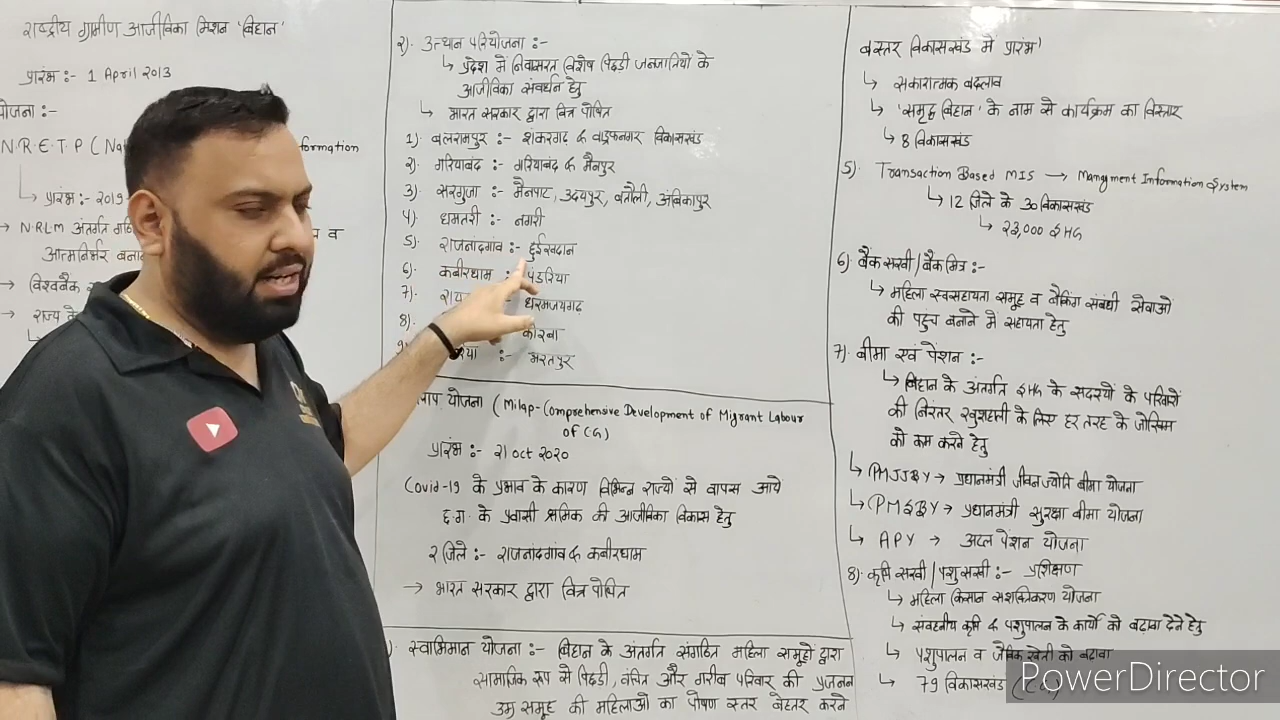 राष्ट्रीय ग्रामीण आजीविका मिशन 'बिहान'
प्रारंभ :- 1 April 2013
योजना :-
N.R.E.T.P (Na
formation
प्रारंभ :- 2019
→ NRLM अंतर्गत
व
आत्मनिर्भर
→ विश्वबैंक
→ राज्य के
२). उत्थान परियोजना :-
↳ प्रदेश में निवासरत विशेष पिछड़ी जनजातियों के
आजीविका संवर्धन हेतु
↳ भारत सरकार द्वारा वित्त पोषित
1). बलरामपुर :- शंकरगढ़ व वाड्रफनगर विकासखंड
२). गरियाबंद :- गरियाबंद व मैनपुर
3). सरगुजा :- मैनपाट, उदयपुर, बतौली, अंबिकापुर
4). धमतरी :- नगरी
5). राजनांदगांव :- छुईखदान
6). कबीरधाम :- पंडरिया
7). राय :- धरमजयगढ़
8). कोरबा
9). रिया :- भरतपुर
लाप योजना (Milap-Comprehensive Development of Migrant Labour
of CG)
प्रारंभ :- 21 oct 2020
Covid-19 के प्रभाव के कारण विभिन्न राज्यों से वापस आये
छ.ग. के प्रवासी श्रमिक की आजीविका विकास हेतु
२ जिले :- राजनांदगांव व कबीरधाम
→ भारत सरकार द्वारा वित्त पोषित
). स्वाभिमान योजना :- बिहान के अंतर्गत संगठित महिला समूहों द्वारा
सामाजिक रूप से पिछड़ी, वंचित और गरीब परिवार की प्रजनन
उम्र समूह की महिलाओं का पोषण स्तर बेहतर करने
बस्तर विकासखंड में प्रारंभ'
↳ सकारात्मक बदलाव
↳ 'समृद्ध बिहान' के नाम से कार्यक्रम का विस्तार
↳ 8 विकासखंड
5). Transaction Based MIS → Managment Information System
↳ 12 जिले के 30 विकासखंड
↳ 23,000 SHG
6). बैंक सखी / बैंक मित्र :-
↳ महिला स्वसहायता समूह व बैंकिंग संबंधी सेवाओं
की पहुंच बनाने में सहायता हेतु
7). बीमा एवं पेंशन :-
↳ बिहान के अंतर्गत SHG के सदस्यों के परिवारों
की निरंतर खुशहाली के लिए हर तरह के जोखिम
को कम करने हेतु
↳ PMJJBY → प्रधानमंत्री जीवन ज्योति बीमा योजना
↳ PMSBY → प्रधानमंत्री सुरक्षा बीमा योजना
↳ APY → अटल पेंशन योजना
8). कृषि सखी / पशु सखी :- प्रशिक्षण
↳ महिला किसान सशक्तिकरण योजना
↳ संवहनीय कृषि व पशुपालन के कार्यो को बढ़ावा देने हेतु
↳ पशुपालन व जैविक खेती को बढ़ावा
↳ 79 विकासखंड
PowerDirector